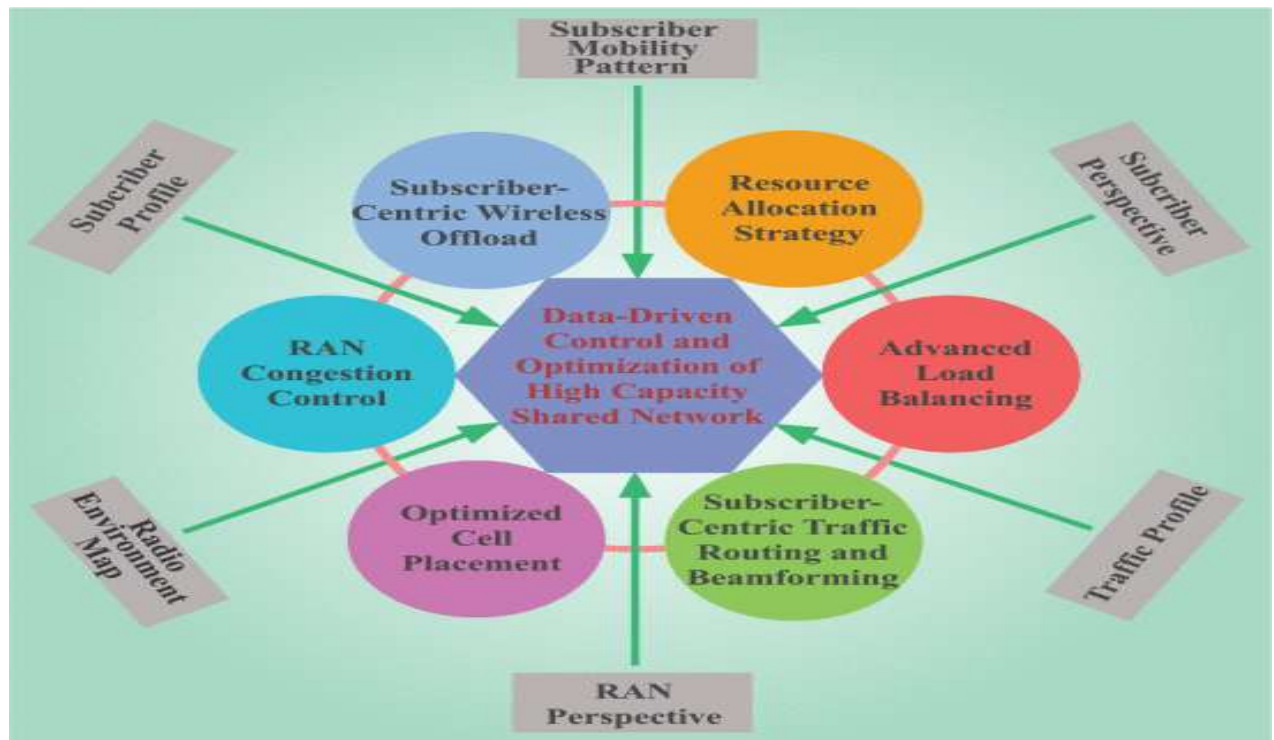 Subscriber
Mobility
Pattern
Subcriber
Profile
Subcriber
Perspective
Subscriber-
Centric Wireless
Offload
Resource
Allocation
Strategy
RAN
Congestion
Control
Data-Driven
Control and
Optimization of
High Capacity
Shared Network
Advanced
Load
Balancing
Optimized
Cell
Placement
Subscriber-
Centric Traffic
Routing and
Beamforming
Radio
Environment
Map
Traffic Profile
RAN
Perspective